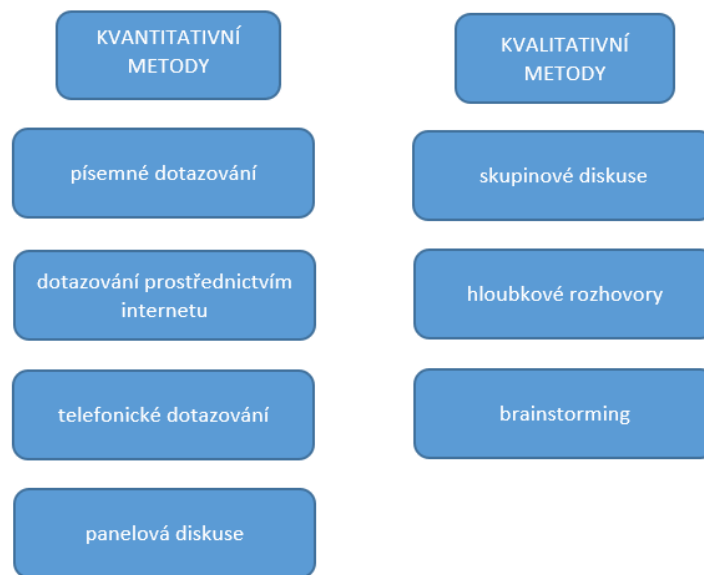 KVANTITATIVNÍ
METODY
písemné dotazování
dotazování prostřednictvím
internetu
telefonické dotazování
panelová diskuse
KVALITATIVNÍ
METODY
skupinové diskuse
hloubkové rozhovory
brainstorming